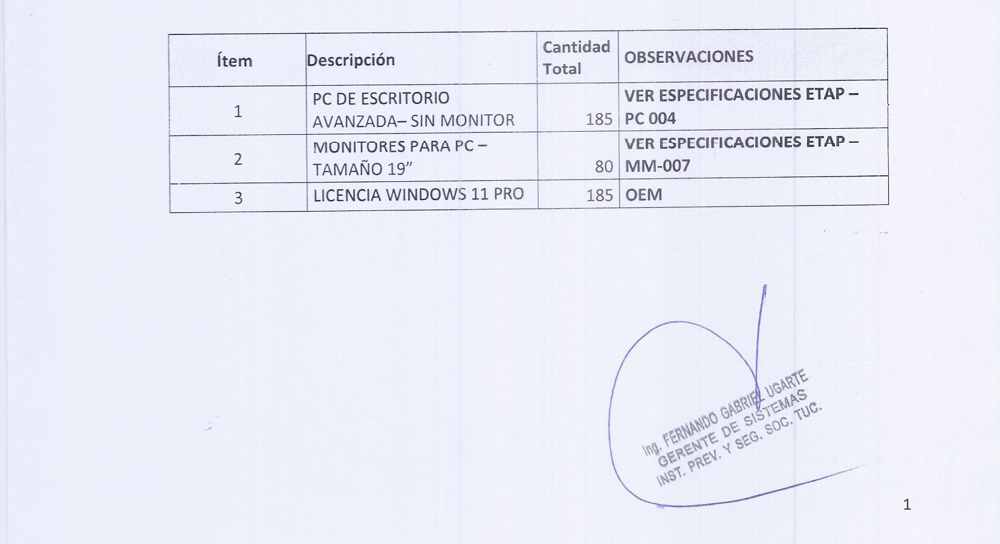 Ítem Descripción Cantidad Total OBSERVACIONES
1 PC DE ESCRITORIO AVANZADA– SIN MONITOR 185 VER ESPECIFICACIONES ETAP – PC 004
2 MONITORES PARA PC – TAMAÑO 19” 80 VER ESPECIFICACIONES ETAP – MM-007
3 LICENCIA WINDOWS 11 PRO 185 OEM
Ing. FERNANDO GABRIEL UGARTE
GERENTE DE SISTEMAS
INST. PREV. Y SEG. SOC. TUC.
1